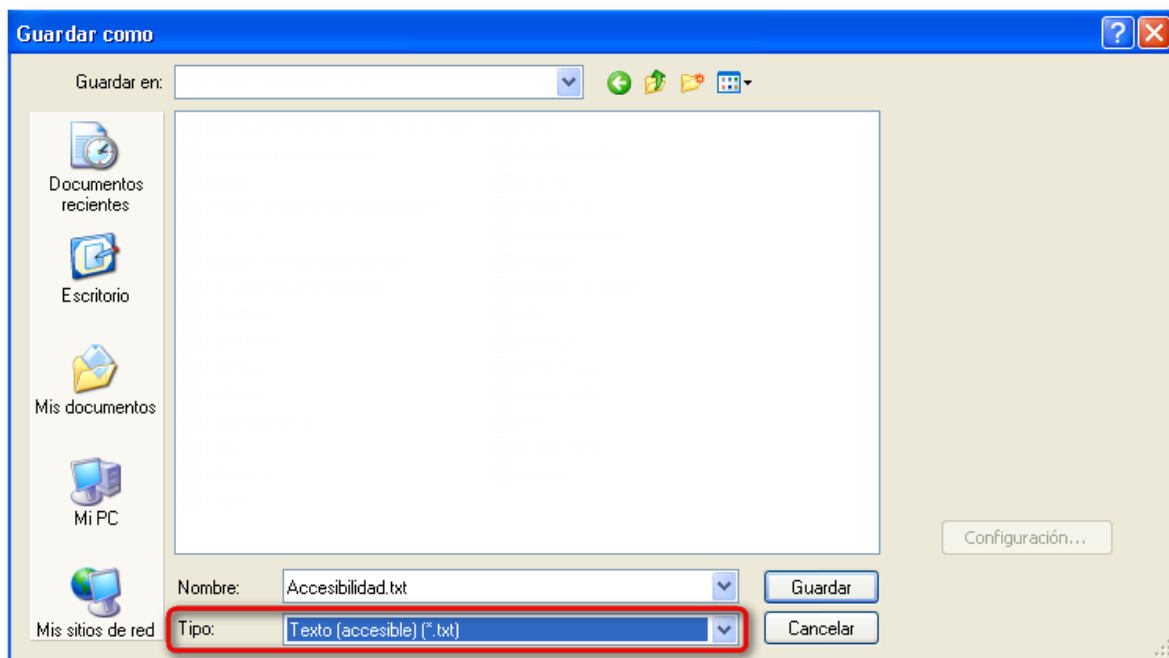 Guardar como
Guardar en:
Documentos
recientes
Escritorio
Mis documentos
Mi PC
Mis sitios de red
Configuración...
Nombre: Accesibilidad.txt Guardar
Tipo: Texto (accesible) (*.txt) Cancelar